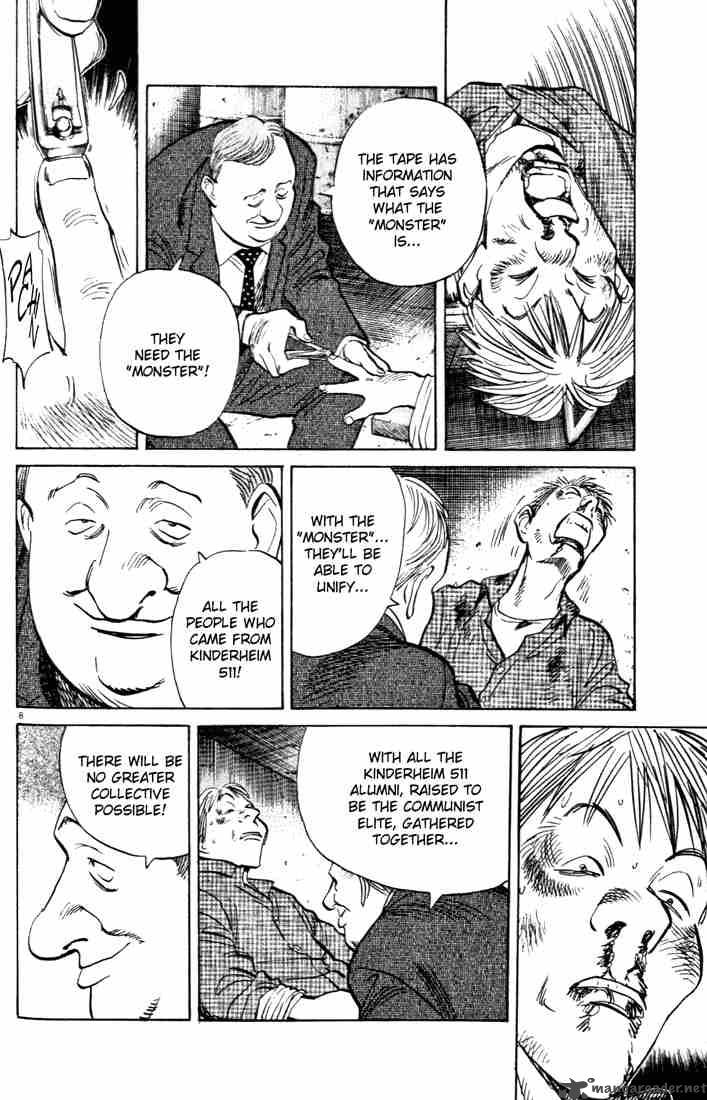 THE TAPE HAS
INFORMATION
THAT SAYS
WHAT THE
"MONSTER"
IS...
THEY
NEED THE
"MONSTER"!
PACHI
WITH THE
"MONSTER"...
THEY'LL BE
ABLE TO
UNIFY...
ALL THE
PEOPLE WHO
CAME FROM
KINDERHEIM
511!
8
WITH ALL THE
KINDERHEIM 511
ALUMNI, RAISED TO
BE THE COMMUNIST
ELITE, GATHERED
TOGETHER...
THERE WILL BE
NO GREATER
COLLECTIVE
POSSIBLE!
mangareader.net